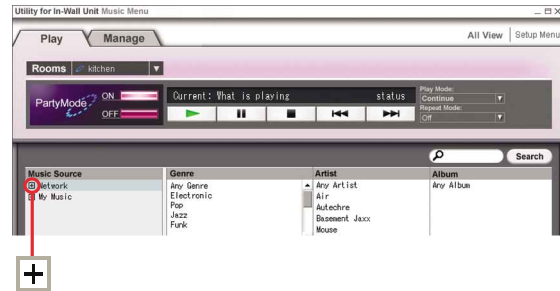 Utility for In-Wall Unit Music Menu
Play
Manage
All View
Setup Menu
Rooms
kitchen
PartyMode
ON
OFF
Current: What is playing
status
Play Mode:
Continue
Repeat Mode:
Off
Search
Music Source
Network
My Music
Genre
Any Genre
Electronic
Pop
Jazz
Funk
Artist
Any Artist
Air
Autechre
Basement Jaxx
Mouse
Album
Any Album